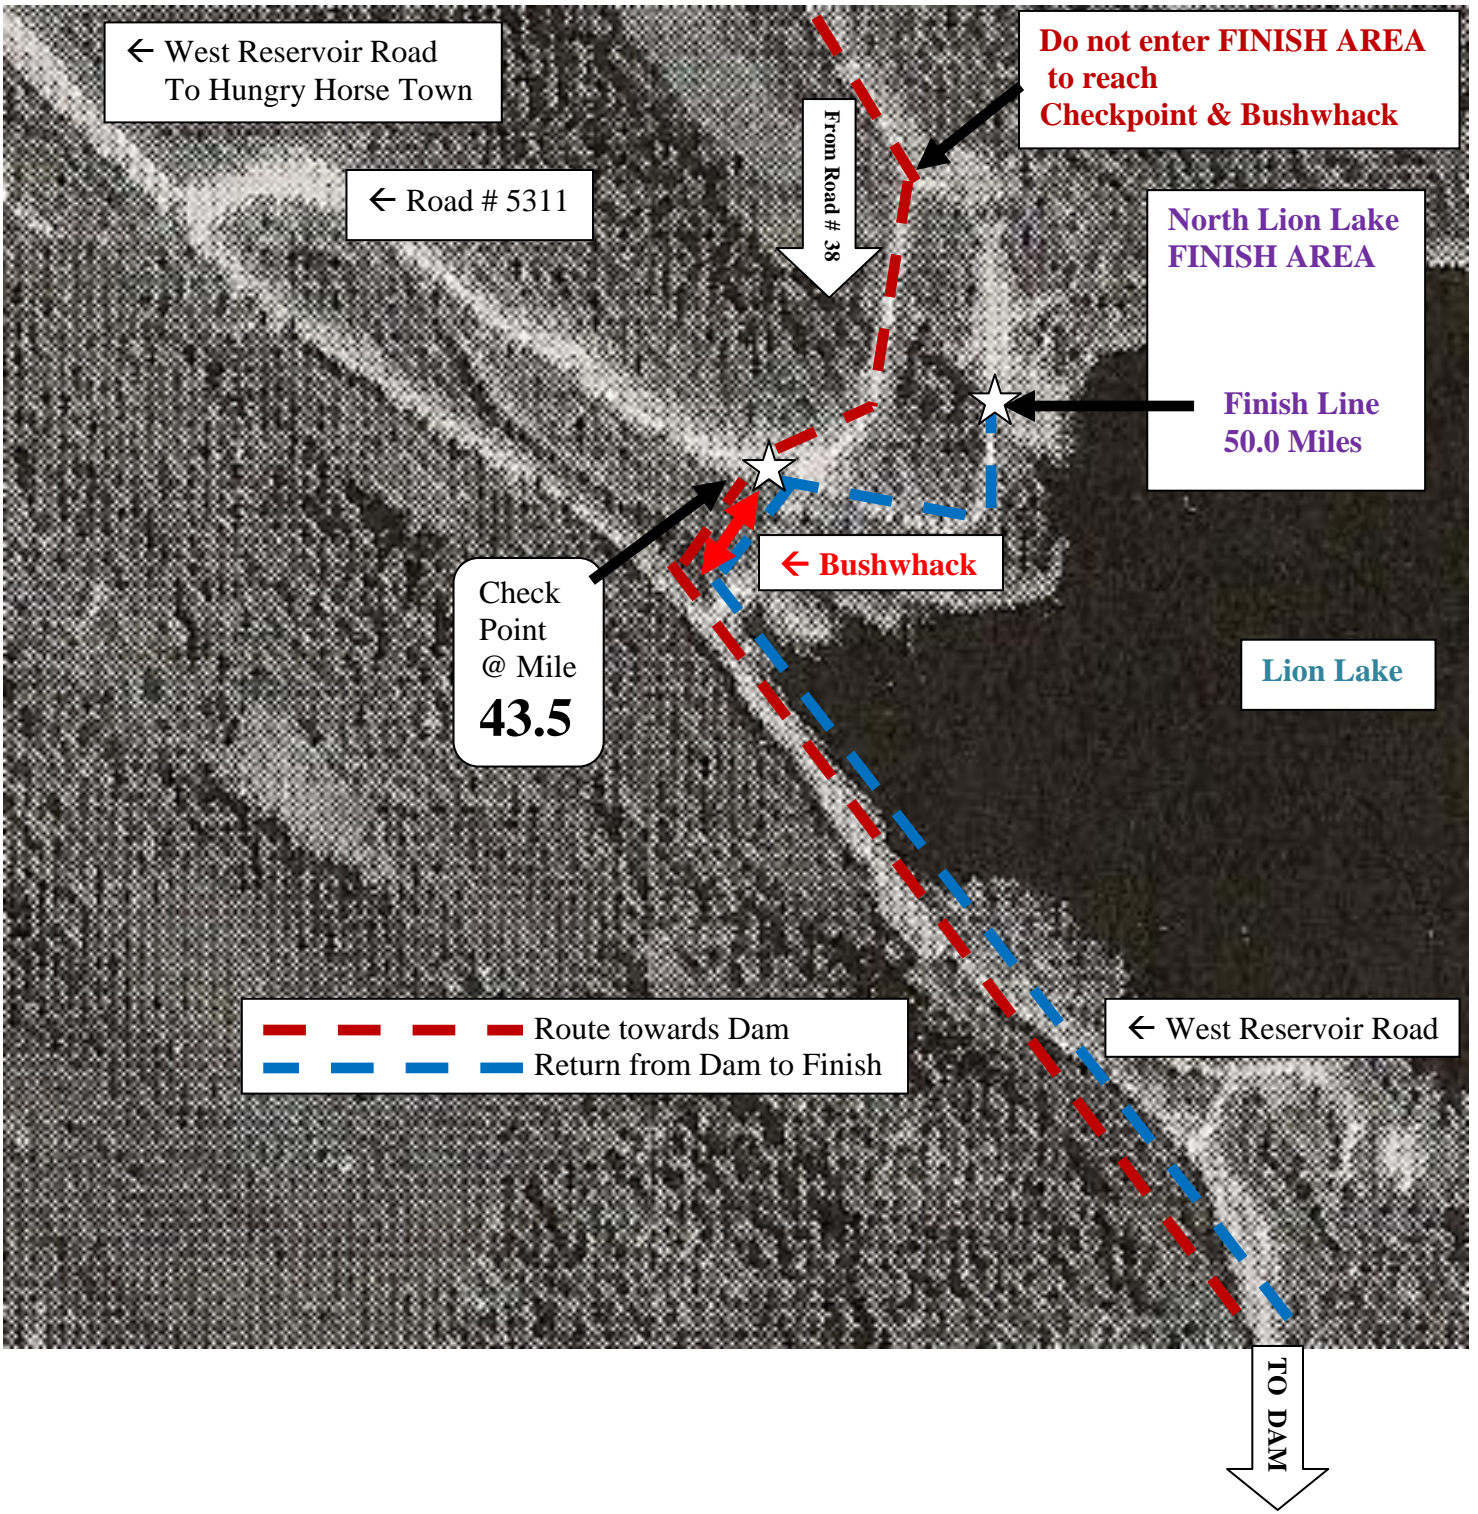 ← West Reservoir Road
To Hungry Horse Town
Do not enter FINISH AREA
to reach
Checkpoint & Bushwhack
From Road # 38
← Road # 5311
North Lion Lake
FINISH AREA
Finish Line
50.0 Miles
← Bushwhack
Check
Point
@ Mile
43.5
Lion Lake
Route towards Dam
Return from Dam to Finish
← West Reservoir Road
TO DAM